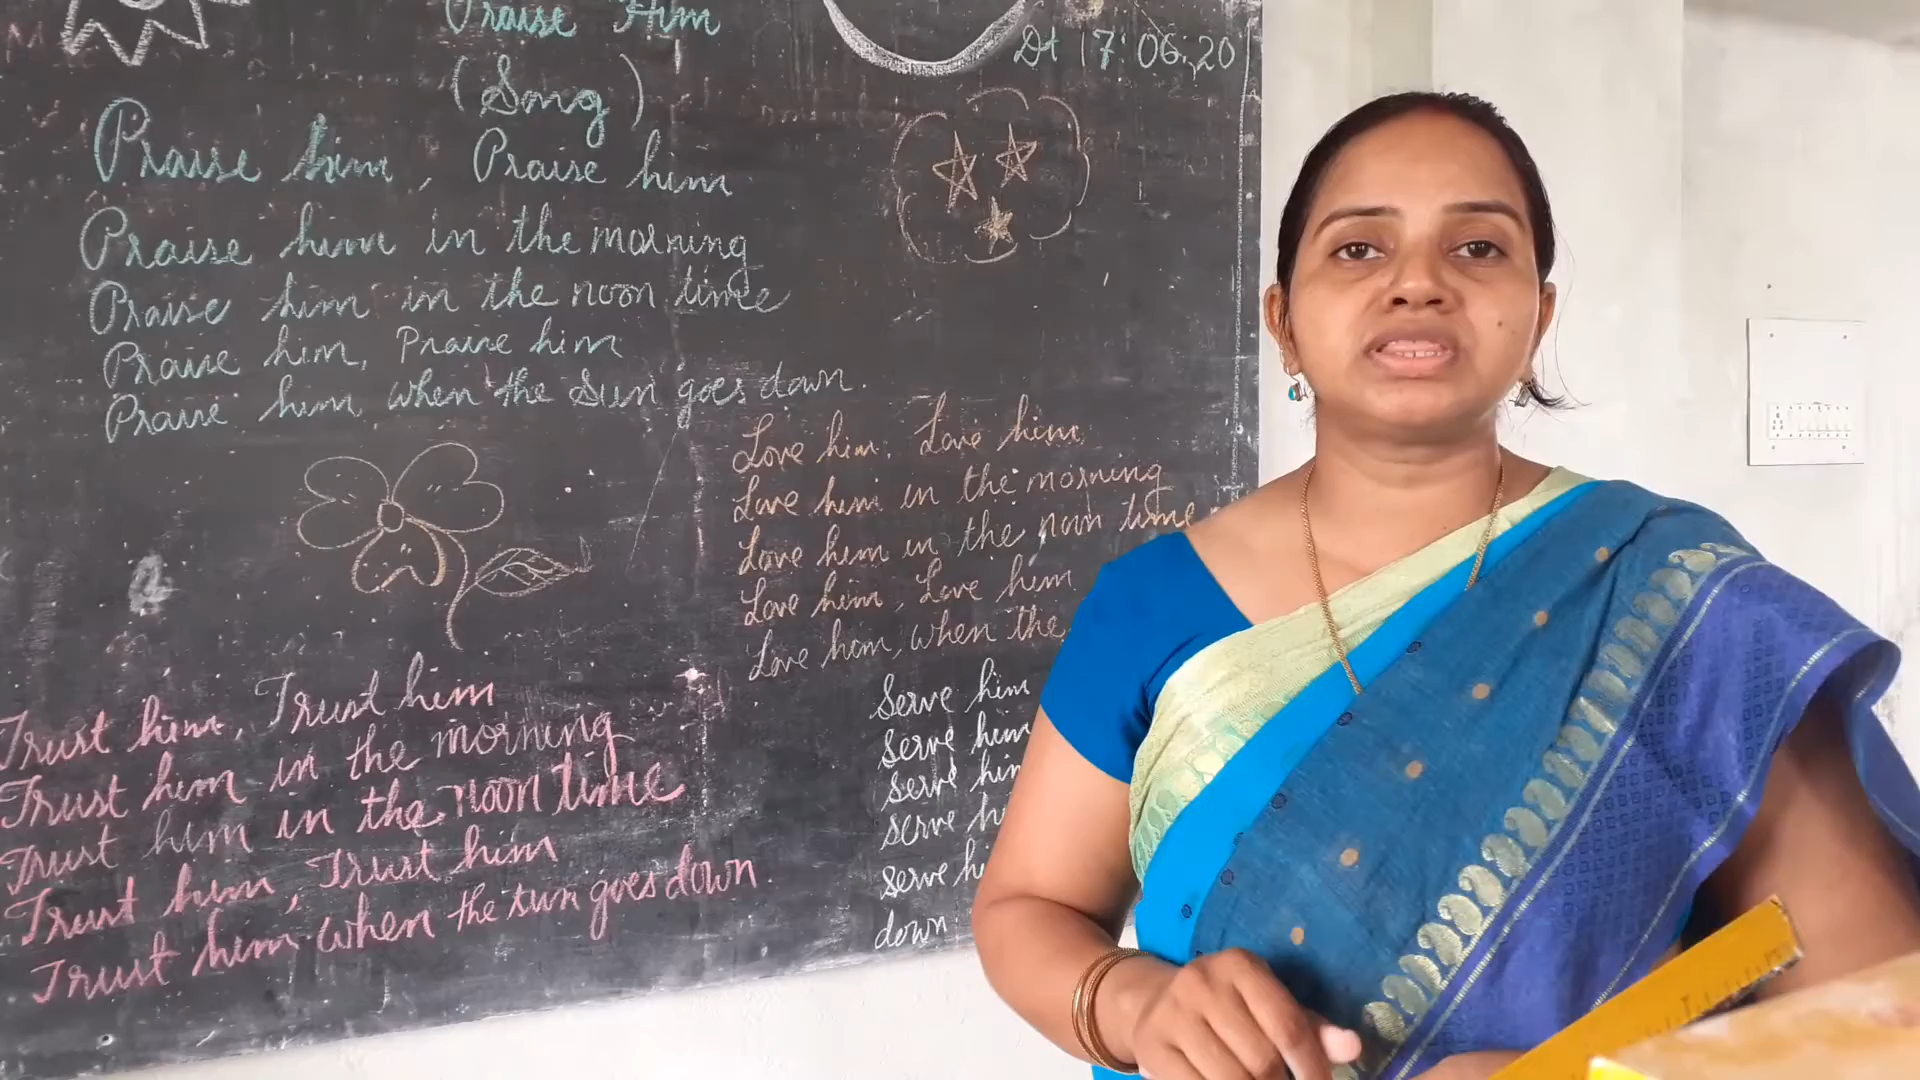 Praise Him
Dt 17.06.20
(Song)
Praise him, Praise him
Praise him in the morning
Praise him in the noon time
Praise him, Praise him
Praise him, when the Sun goes down.
Love him, Love him
Love him in the morning
Love him in the noon time
Love him, Love him
Love him, when the
Serve him
serve him
serve him
serve
serve
down
Trust him, Trust him
Trust him in the morning
Trust him in the noon time
Trust him, Trust him
Trust him when the sun goes down.